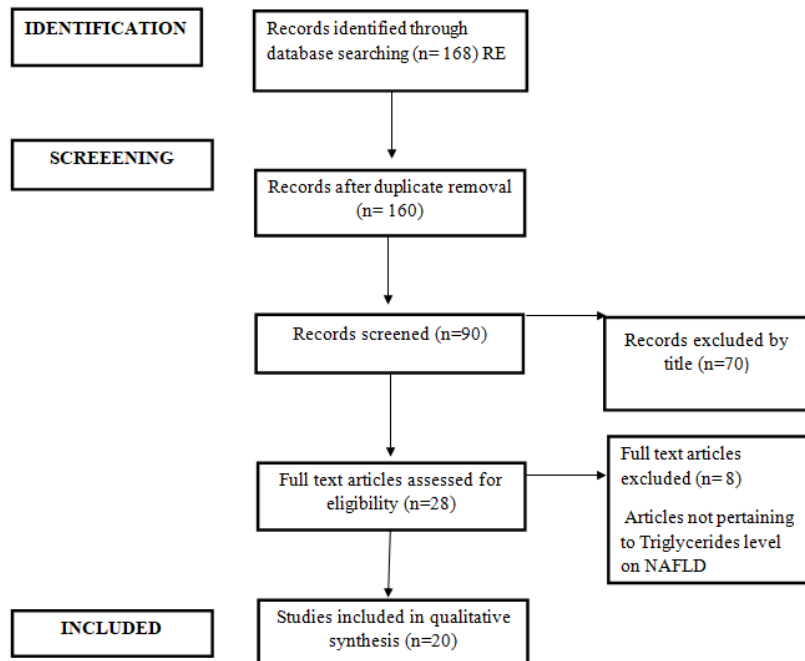 IDENTIFICATION
Records identified through
database searching (n= 168) RE
SCREEENING
Records after duplicate removal
(n= 160)
Records screened (n=90)
Records excluded by
title (n=70)
Full text articles assessed for
eligibility (n=28)
Full text articles
excluded (n= 8)
Articles not pertaining
to Triglycerides level
on NAFLD
INCLUDED
Studies included in qualitative
synthesis (n=20)